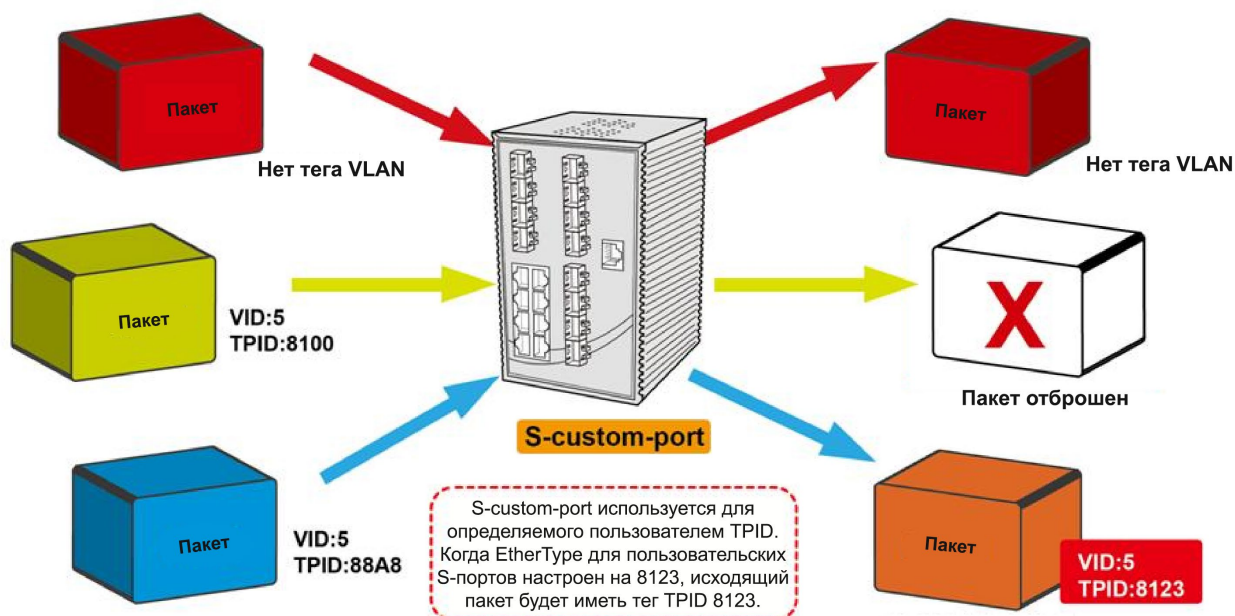 Пакет
Нет тега VLAN
Пакет
Нет тега VLAN
Пакет
VID:5
TPID:8100
X
Пакет отброшен
S-custom-port
Пакет
VID:5
TPID:88A8
S-custom-port используется для
определяемого пользователем TPID.
Когда EtherType для пользовательских
S-портов настроен на 8123, исходящий
пакет будет иметь тег TPID 8123.
Пакет
VID:5
TPID:8123